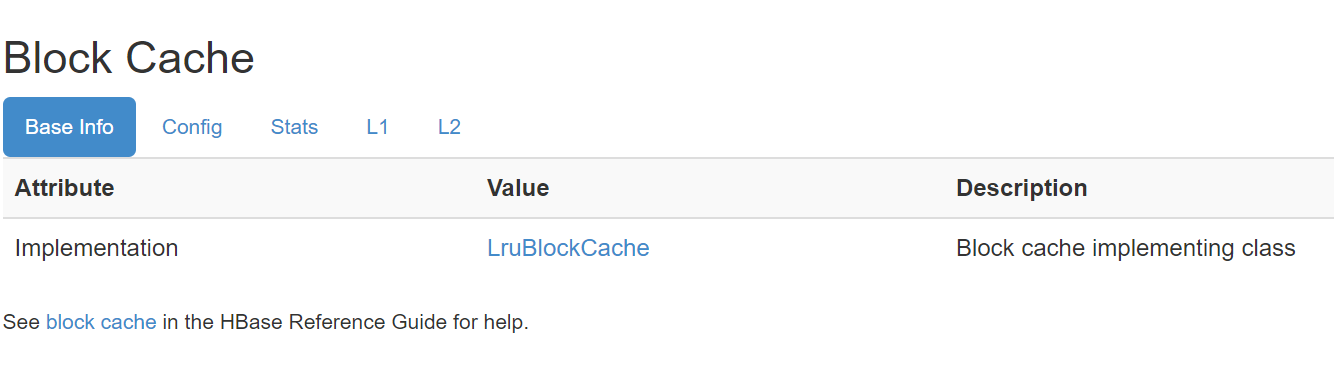 Block Cache
Base Info Config Stats L1 L2
Attribute Value Description
Implementation LruBlockCache Block cache implementing class
See block cache in the HBase Reference Guide for help.